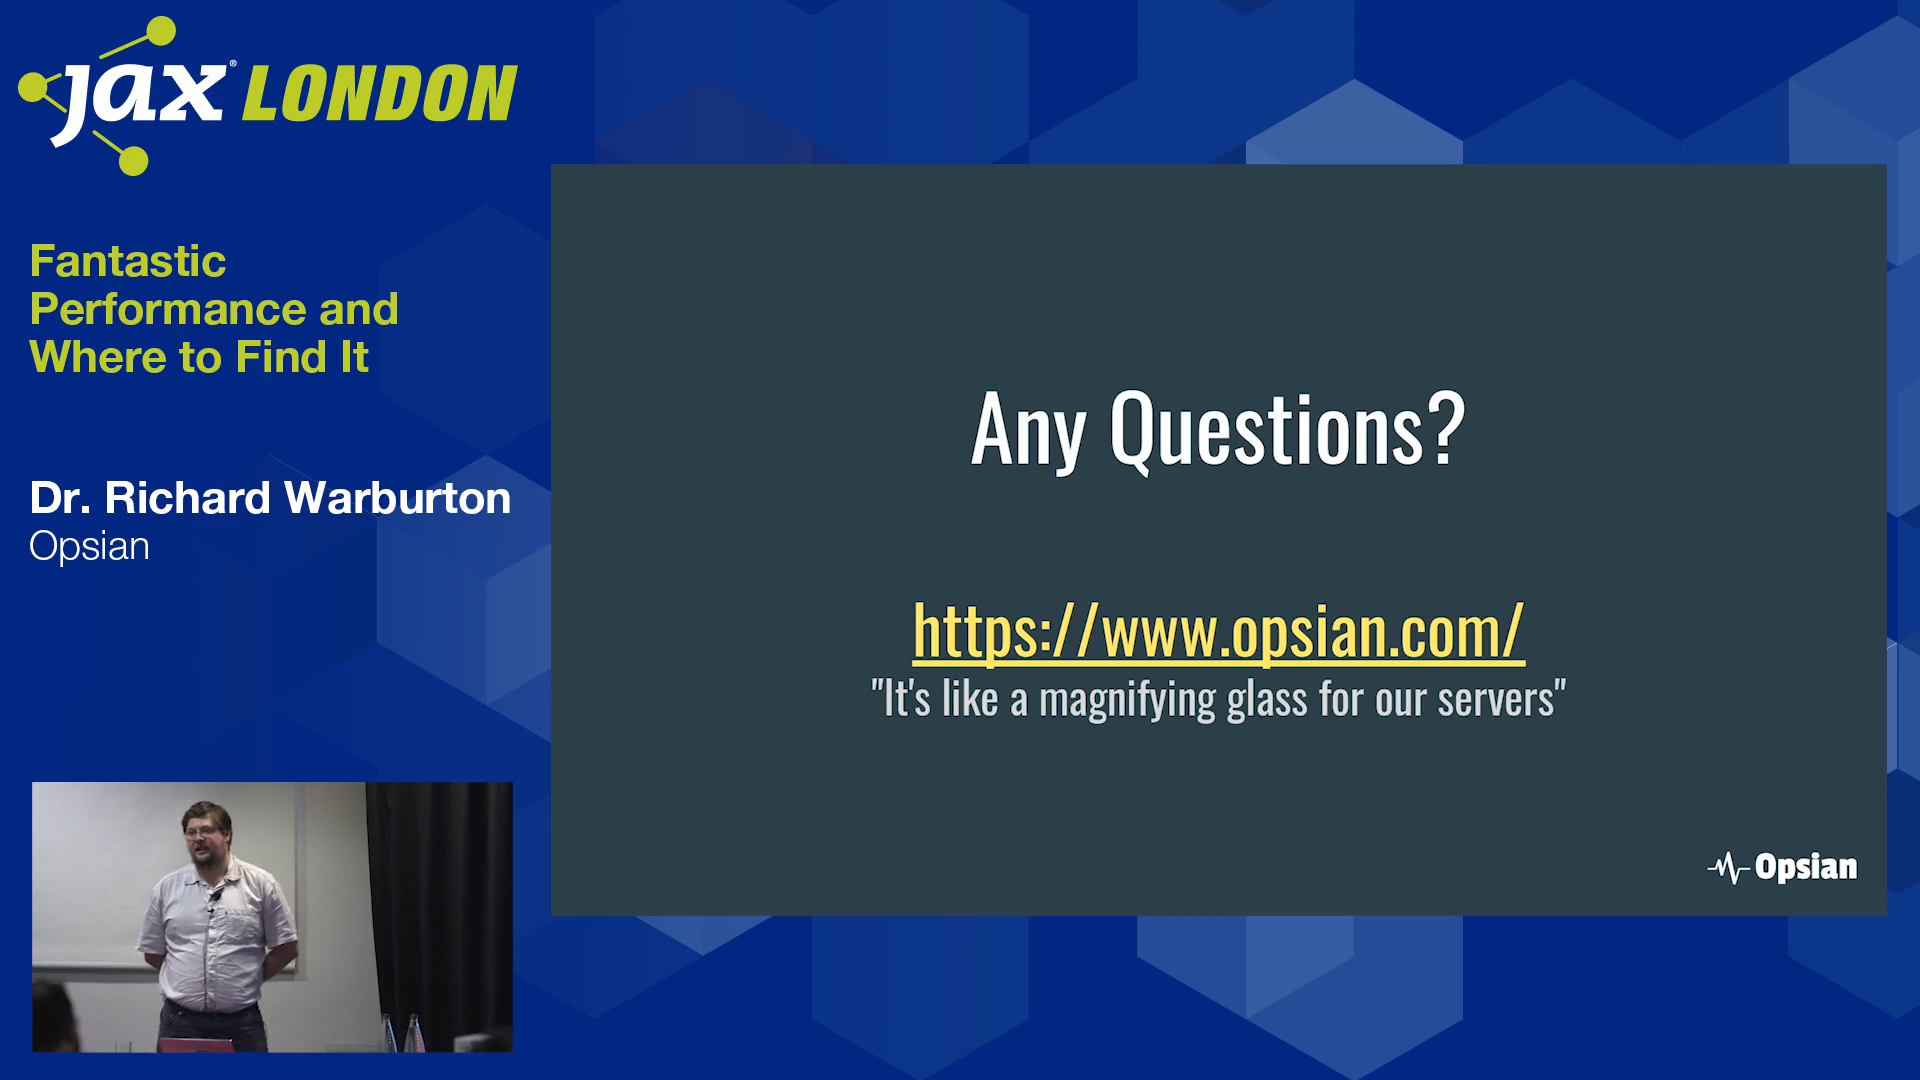 jax® LONDON
Fantastic
Performance and
Where to Find It
Dr. Richard Warburton
Opsian
Any Questions?
https://www.opsian.com/
"It's like a magnifying glass for our servers"
Opsian